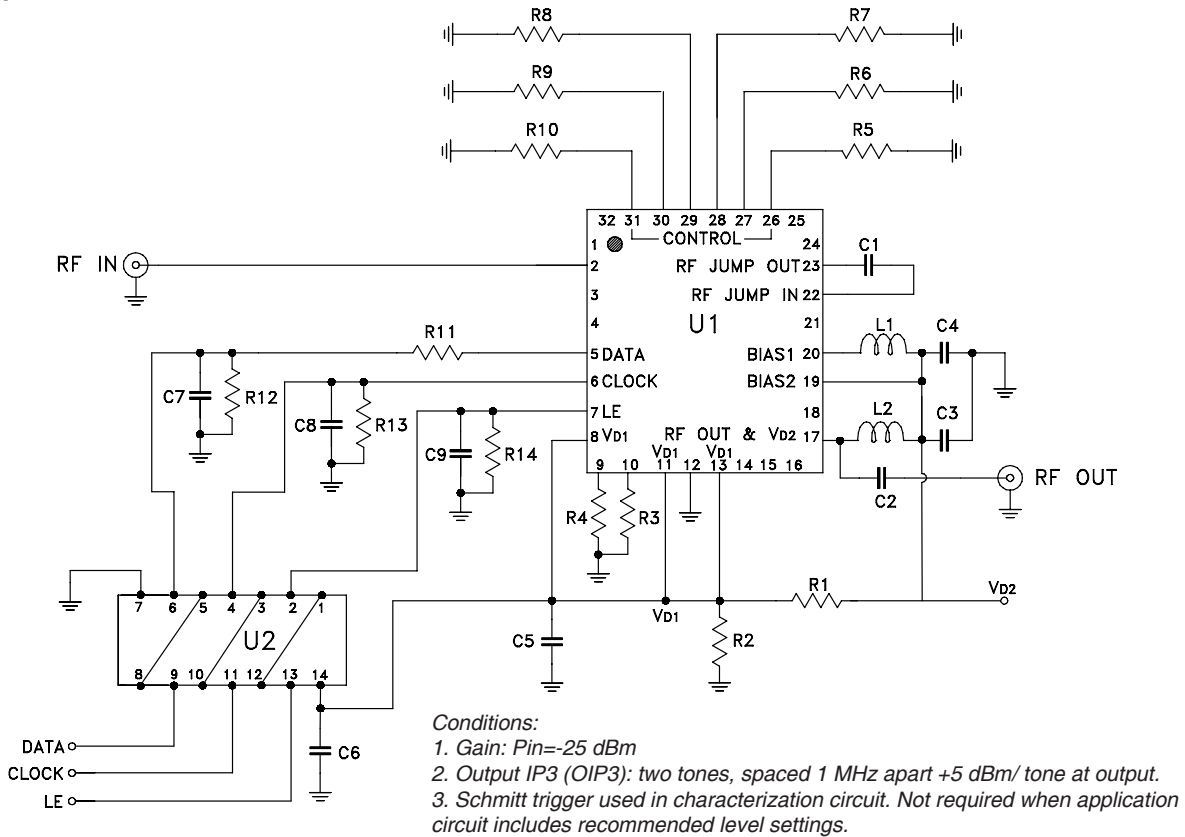 R8 R7
R9 R6
R10 R5
32 31 30 29 28 27 26 25
CONTROL
1 24
RF IN 2 RF JUMP OUT 23 C1
3 RF JUMP IN 22
4 U1 21
R11 5 DATA BIAS1 20 L1 C4
C7 R12 6 CLOCK BIAS2 19
C8 R13 7 LE 18 L2 C3
C9 R14 8 VD1 RF OUT & VD2 17
VD1 VD1
9 10 11 12 13 14 15 16
C2 RF OUT
R4 R3
7 6 5 4 3 2 1
U2
8 9 10 11 12 13 14
R1 VD2
VD1
C5 R2
C6
DATA
CLOCK
LE
Conditions:
1. Gain: Pin=-25 dBm
2. Output IP3 (OIP3): two tones, spaced 1 MHz apart +5 dBm/ tone at output.
3. Schmitt trigger used in characterization circuit. Not required when application
circuit includes recommended level settings.